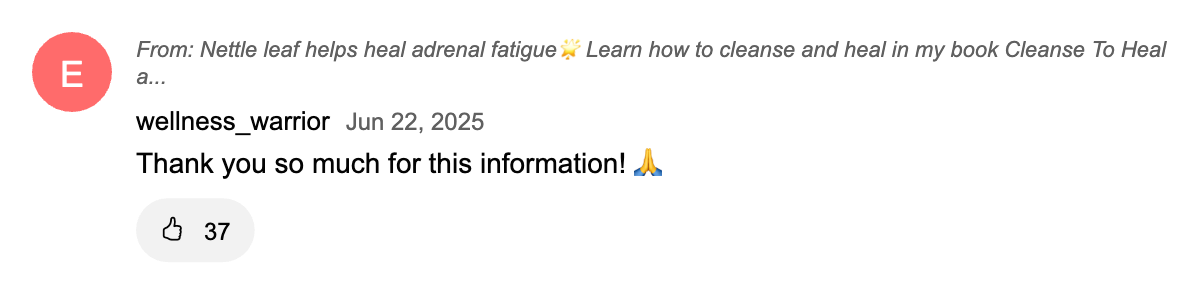 E
From: Nettle leaf helps heal adrenal fatigue🌟 Learn how to cleanse and heal in my book Cleanse To Heal
a...
wellness_warrior Jun 22, 2025
Thank you so much for this information! 🙏
37